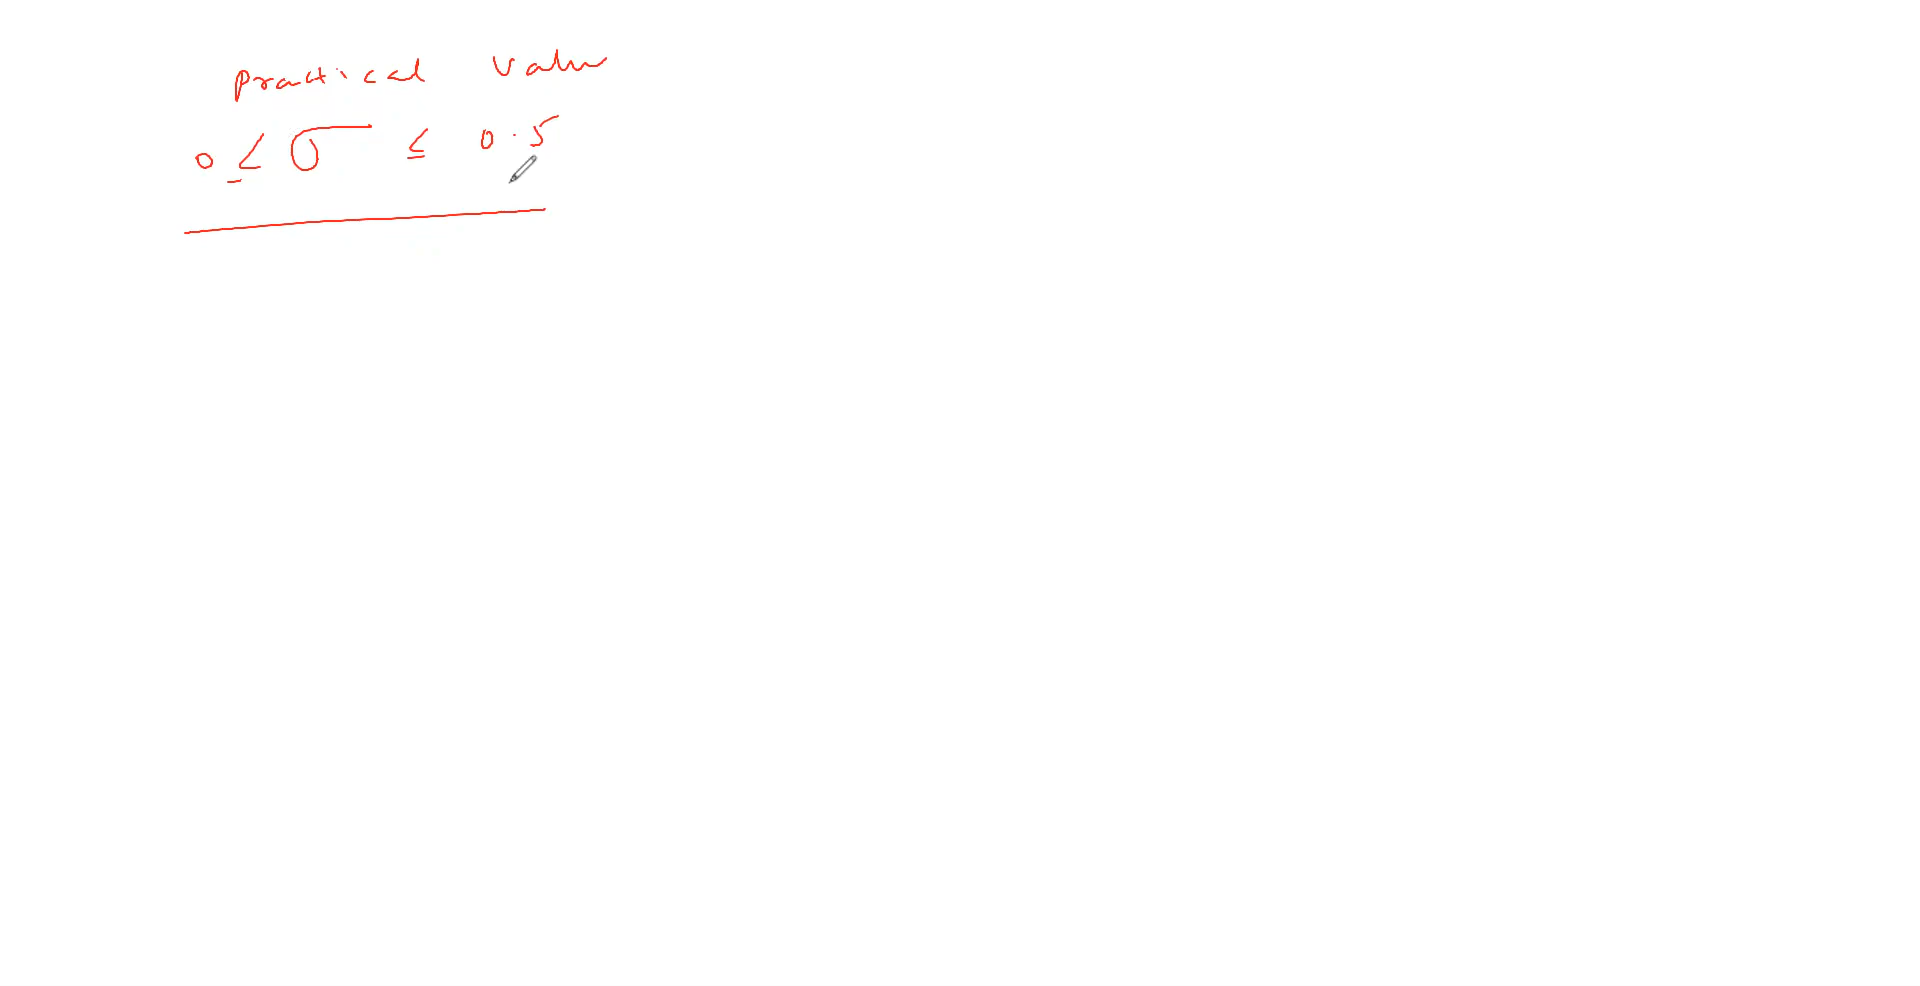 Practical Value
0 ≤ σ ≤ 0.5